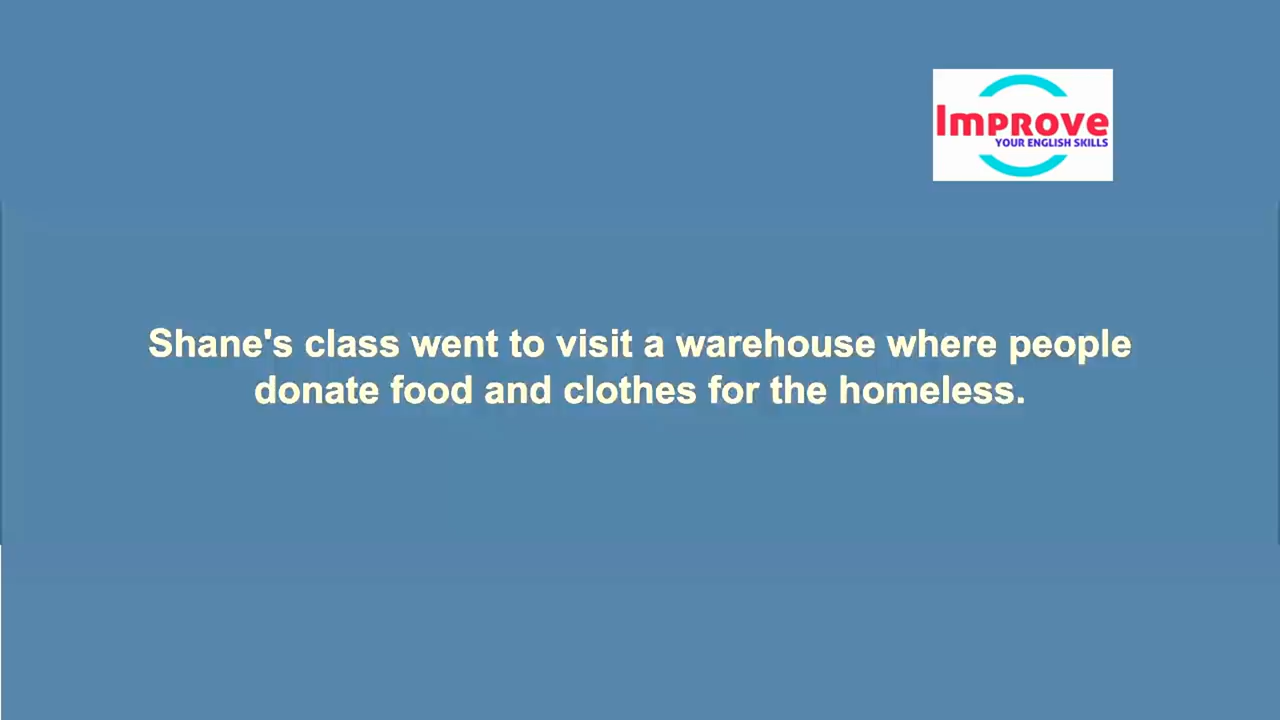 Improve
YOUR ENGLISH SKILLS
Shane's class went to visit a warehouse where people
donate food and clothes for the homeless.